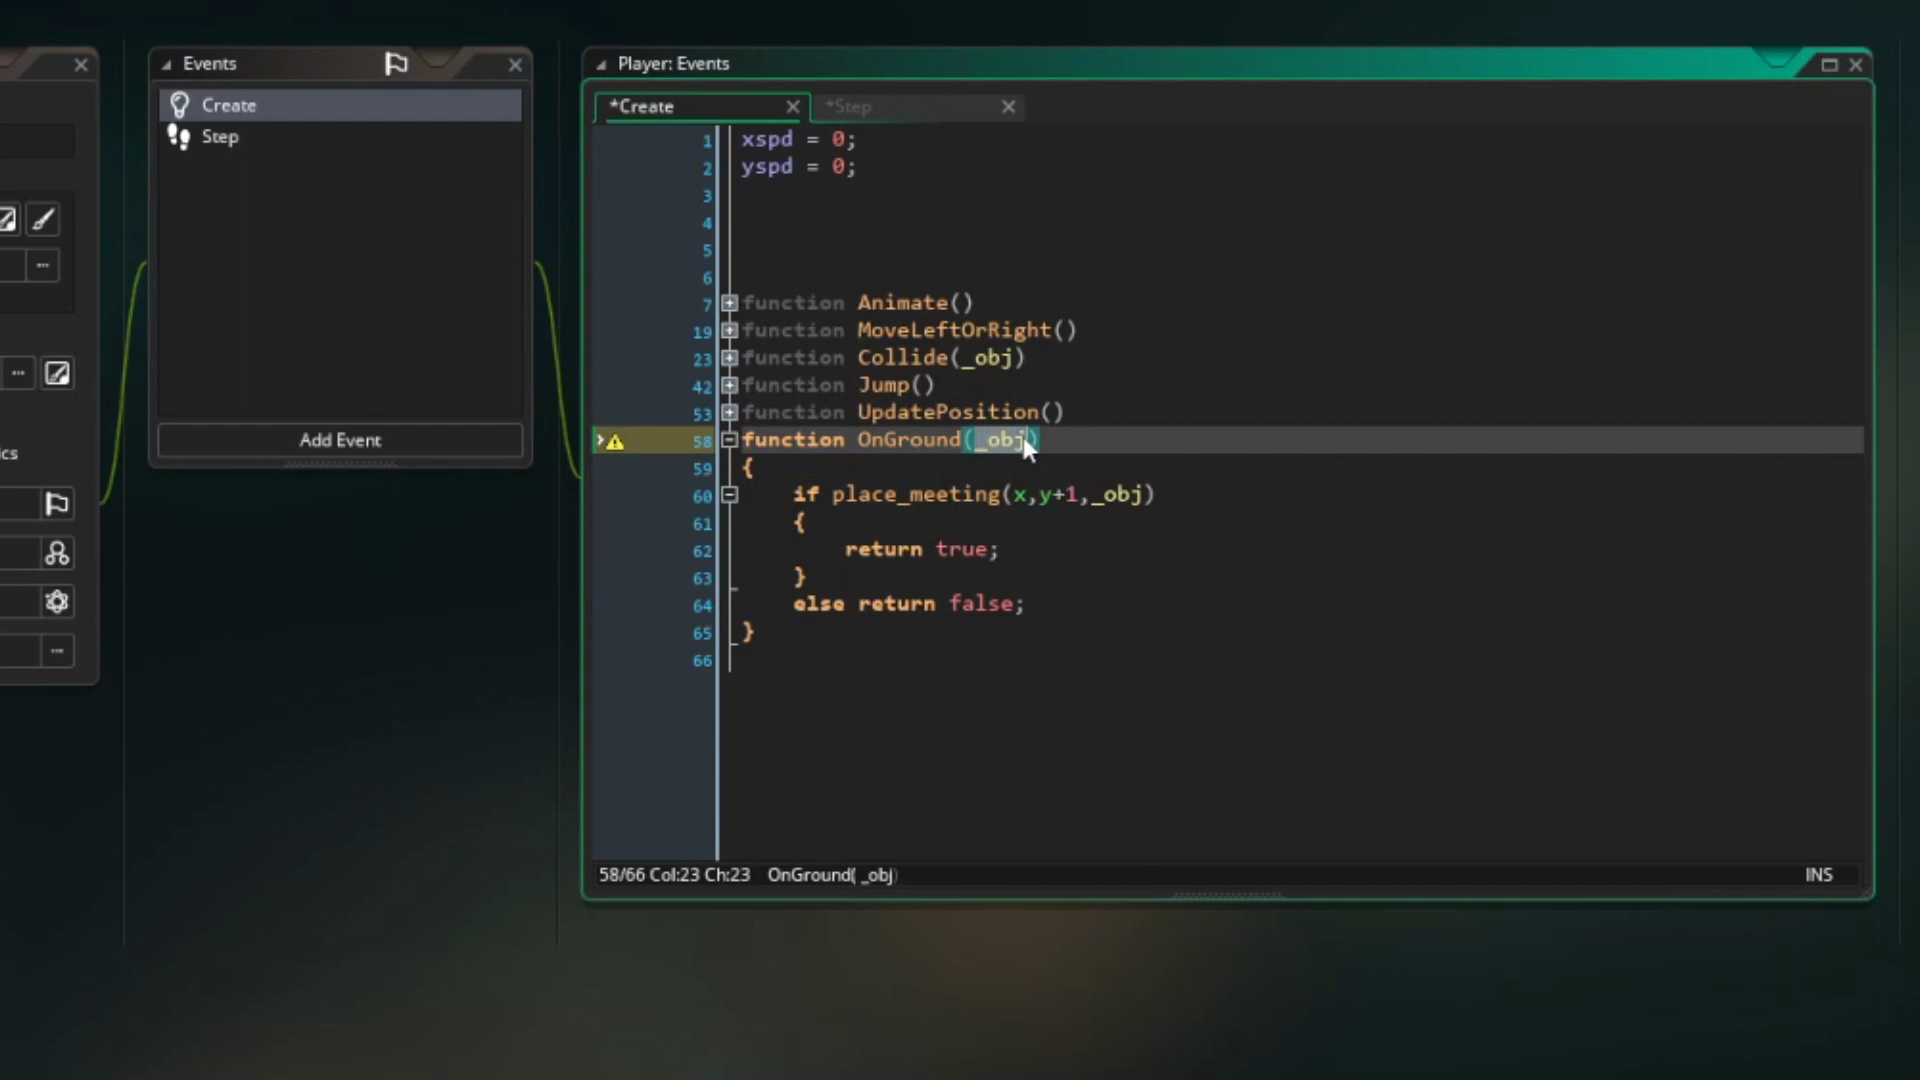 Events
Create
Step
Add Event
cs
Player: Events
*Create
*Step
1 xspd = 0;
2 yspd = 0;
3
4
5
6
7 function Animate()
19 function MoveLeftOrRight()
23 function Collide(_obj)
42 function Jump()
53 function UpdatePosition()
58 function OnGround(_obj)
59 {
60 if place_meeting(x,y+1,_obj)
61 {
62 return true;
63 }
64 else return false;
65 }
66
58/66 Col:23 Ch:23 OnGround( _obj)
INS